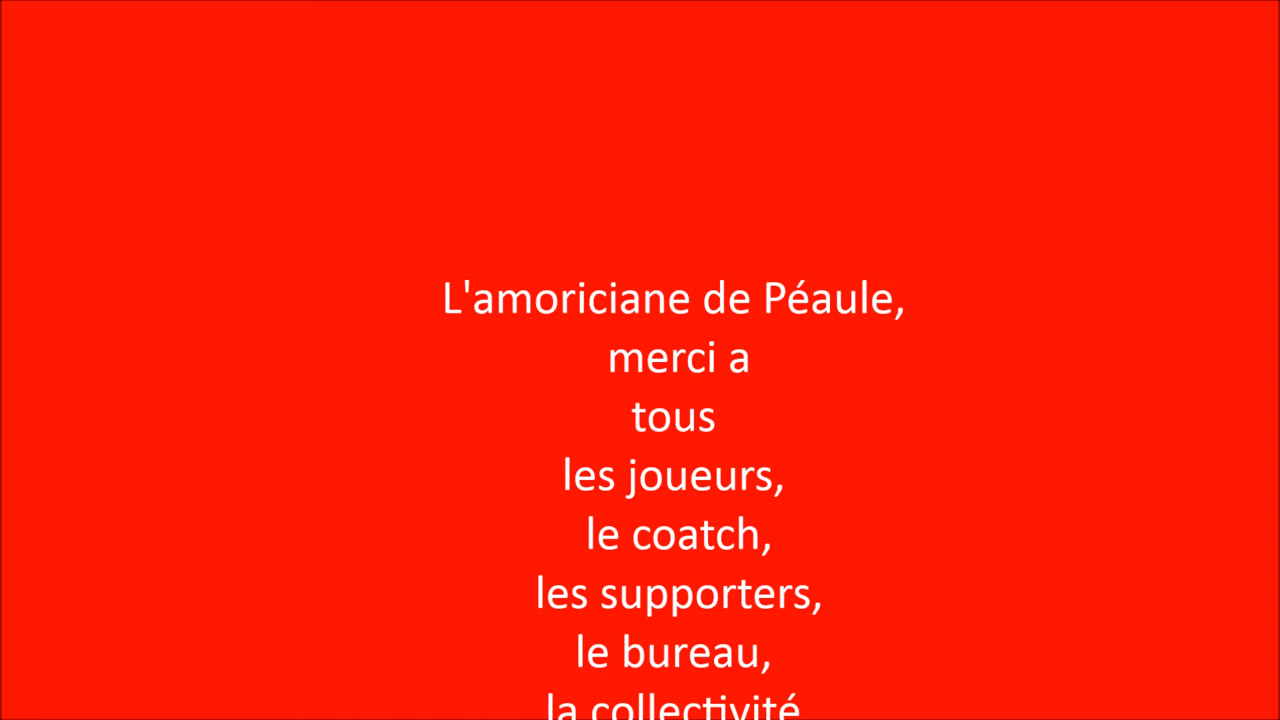 L'amoriciane de Péaule,
merci a
tous
les joueurs,
le coatch,
les supporters,
le bureau,
la collectivité